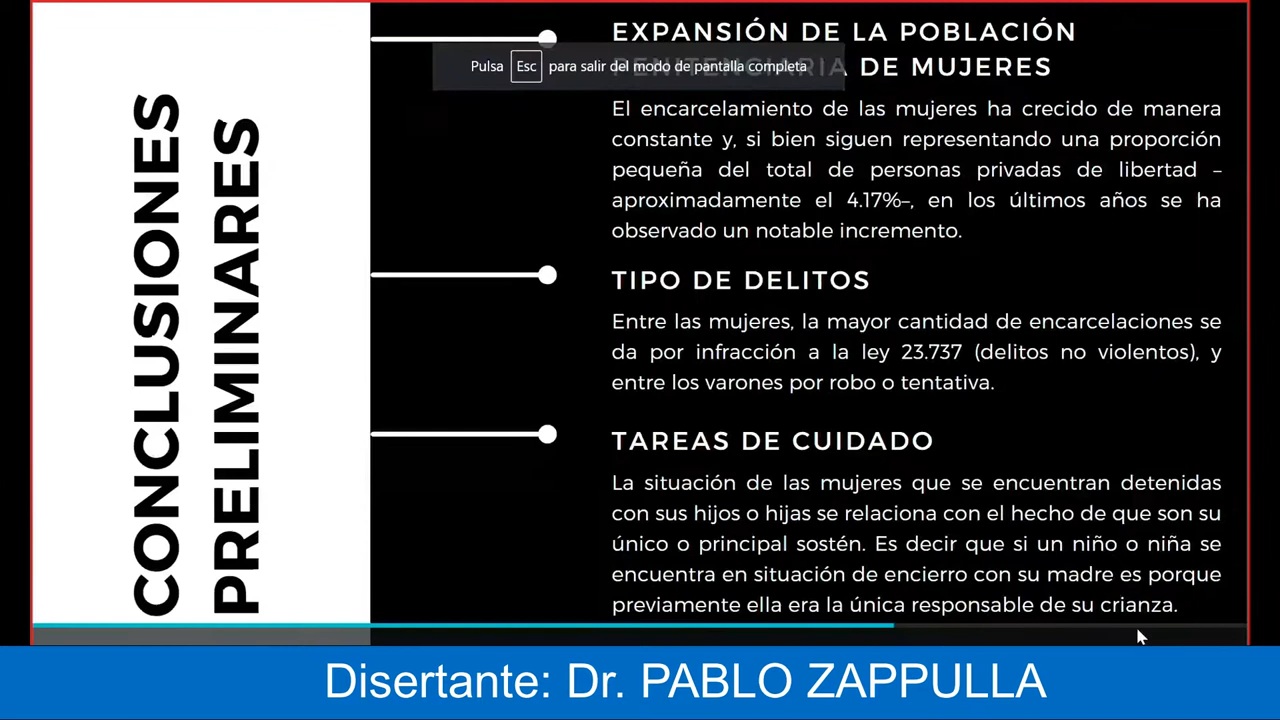 CONCLUSIONES
PRELIMINARES
EXPANSIÓN DE LA POBLACIÓN
PENITENCIARIA DE MUJERES
Pulsa Esc para salir del modo de pantalla completa
El encarcelamiento de las mujeres ha crecido de manera
constante y, si bien siguen representando una proporción
pequeña del total de personas privadas de libertad –
aproximadamente el 4.17%–, en los últimos años se ha
observado un notable incremento.
TIPO DE DELITOS
Entre las mujeres, la mayor cantidad de encarcelaciones se
da por infracción a la ley 23.737 (delitos no violentos), y
entre los varones por robo o tentativa.
TAREAS DE CUIDADO
La situación de las mujeres que se encuentran detenidas
con sus hijos o hijas se relaciona con el hecho de que son su
único o principal sostén. Es decir que si un niño o niña se
encuentra en situación de encierro con su madre es porque
previamente ella era la única responsable de su crianza.
Disertante: Dr. PABLO ZAPPULLA